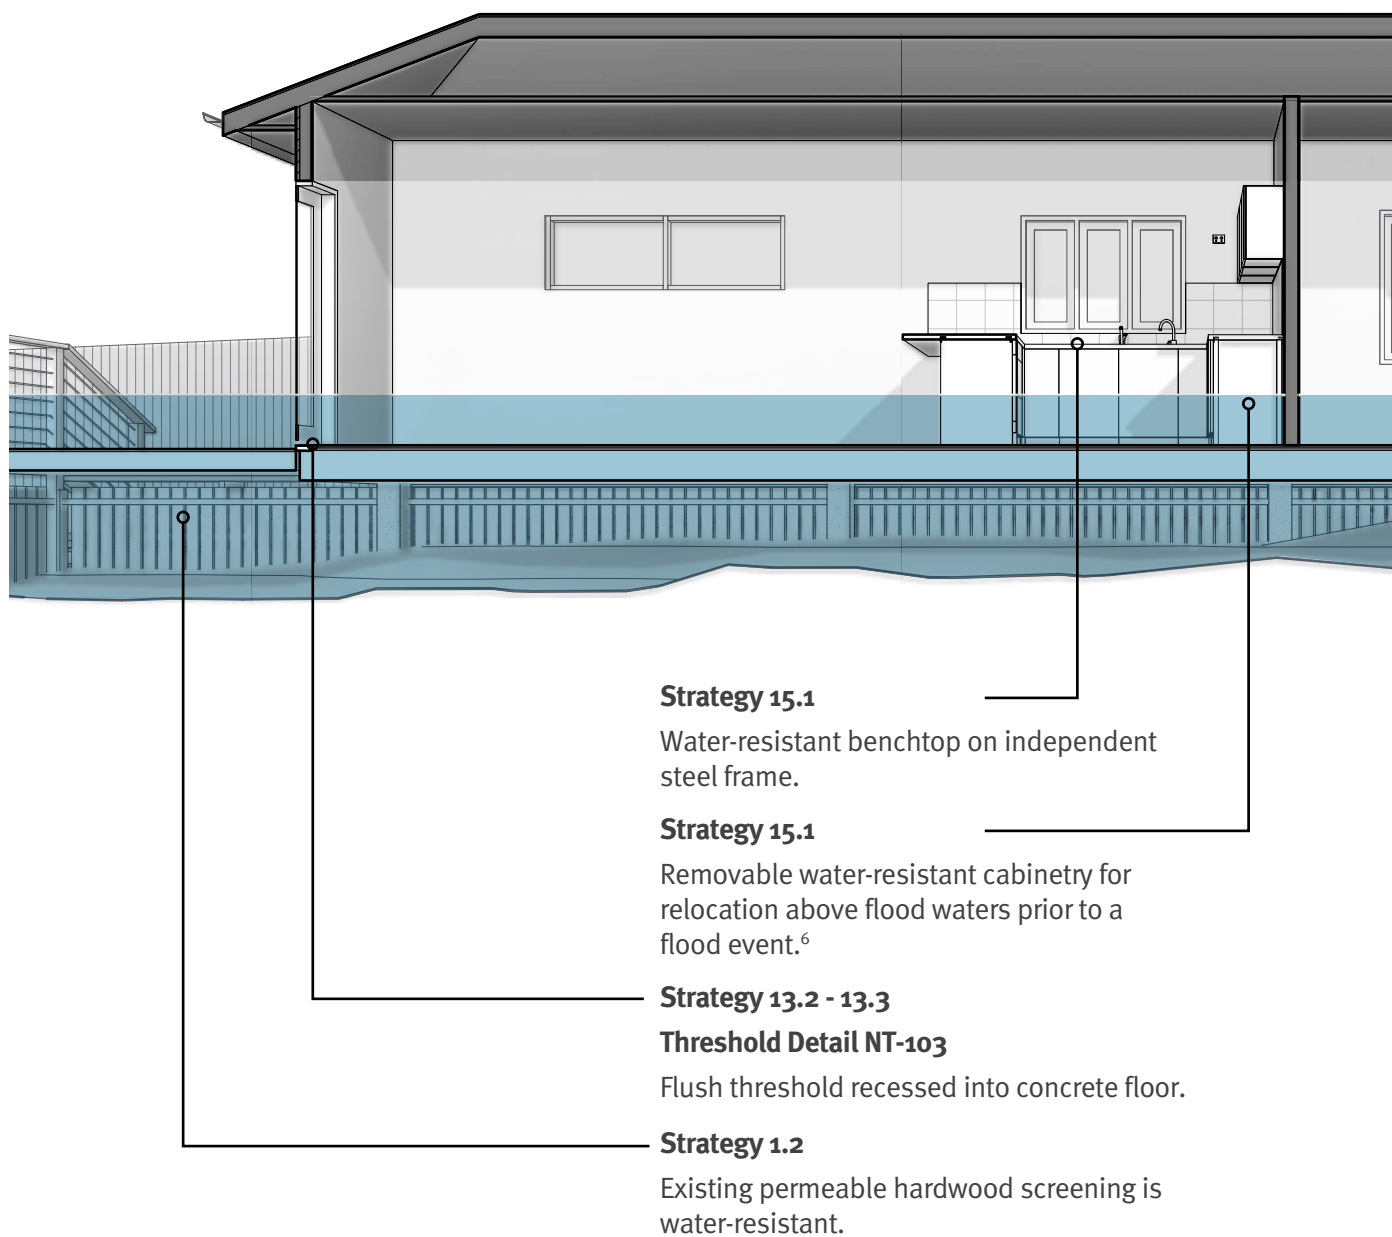 Strategy 15.1
Water-resistant benchtop on independent
steel frame.
Strategy 15.1
Removable water-resistant cabinetry for
relocation above flood waters prior to a
flood event.⁶
Strategy 13.2 - 13.3
Threshold Detail NT-103
Flush threshold recessed into concrete floor.
Strategy 1.2
Existing permeable hardwood screening is
water-resistant.